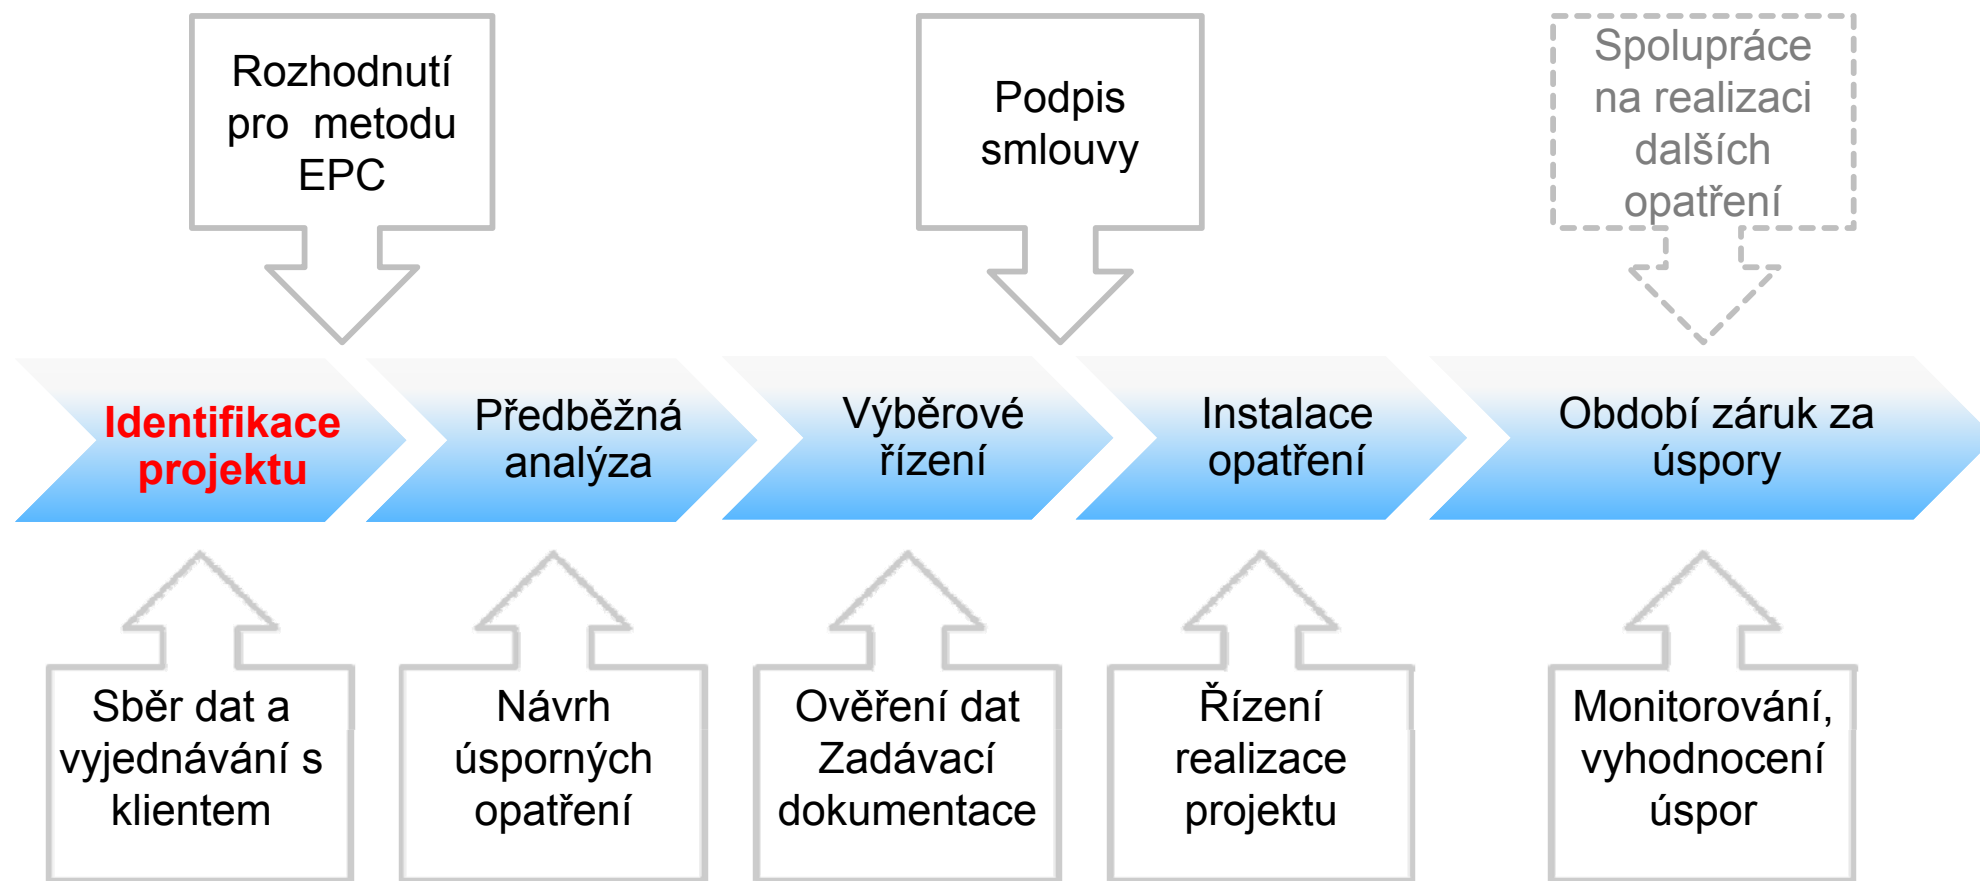 Rozhodnutí
pro metodu
EPC
Podpis
smlouvy
Spolupráce
na realizaci
dalších
opatření
Identifikace
projektu
Předběžná
analýza
Výběrové
řízení
Instalace
opatření
Období záruk za
úspory
Sběr dat a
vyjednávání s
klientem
Návrh
úsporných
opatření
Ověření dat
Zadávací
dokumentace
Řízení
realizace
projektu
Monitorování,
vyhodnocení
úspor